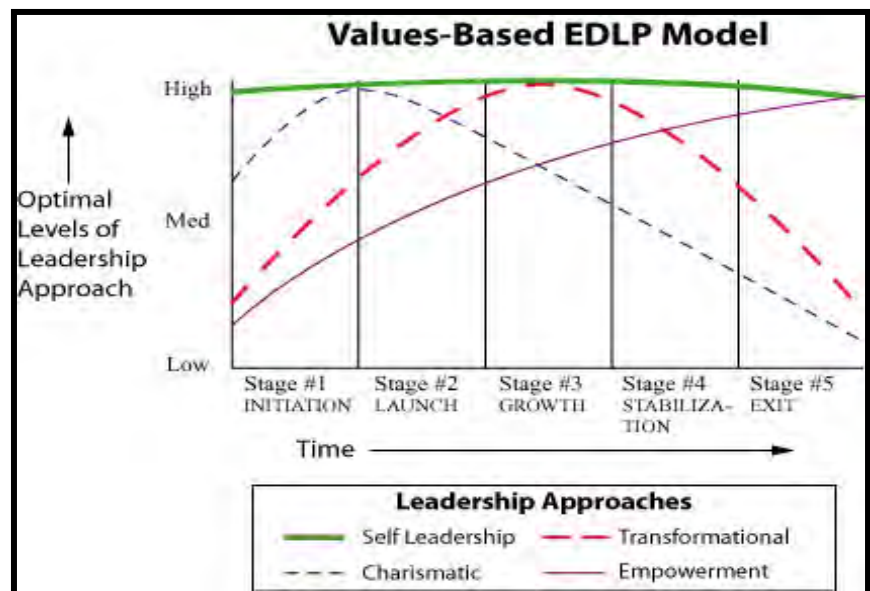 Values-Based EDLP Model
High
Optimal
Levels of
Leadership
Approach
Med
Low
Stage #1
INITIATION
Stage #2
LAUNCH
Stage #3
GROWTH
Stage #4
STABILIZA-
TION
Stage #5
EXIT
Time
Leadership Approaches
Self Leadership
Transformational
Charismatic
Empowerment